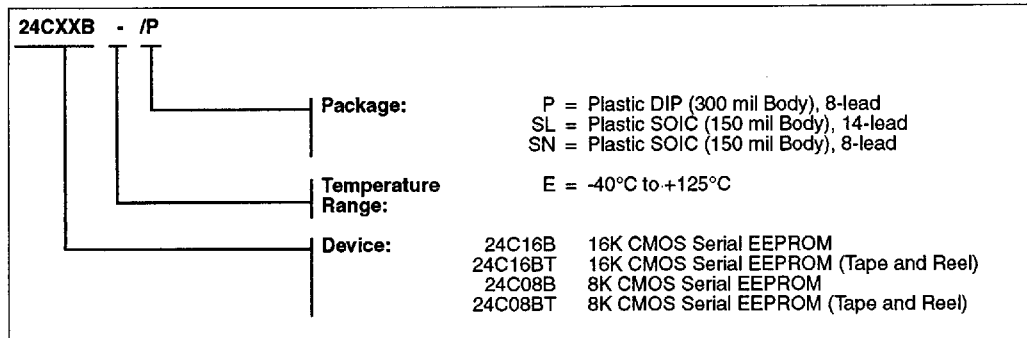 24CXXB - /P
Package: P = Plastic DIP (300 mil Body), 8-lead
SL = Plastic SOIC (150 mil Body), 14-lead
SN = Plastic SOIC (150 mil Body), 8-lead
Temperature E = -40°C to +125°C
Range:
Device: 24C16B 16K CMOS Serial EEPROM
24C16BT 16K CMOS Serial EEPROM (Tape and Reel)
24C08B 8K CMOS Serial EEPROM
24C08BT 8K CMOS Serial EEPROM (Tape and Reel)